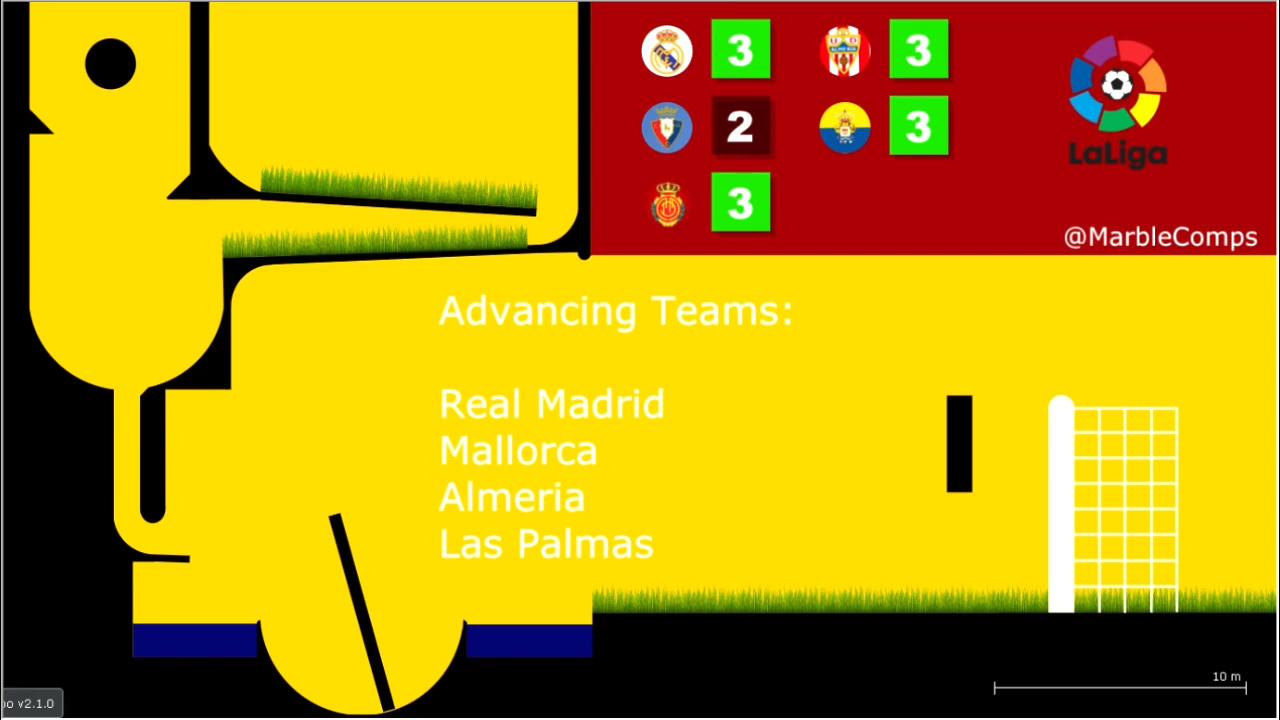 3 3
2 3
3
LaLiga
@MarbleComps
Advancing Teams:
Real Madrid
Mallorca
Almeria
Las Palmas
10 m
v2.1.0